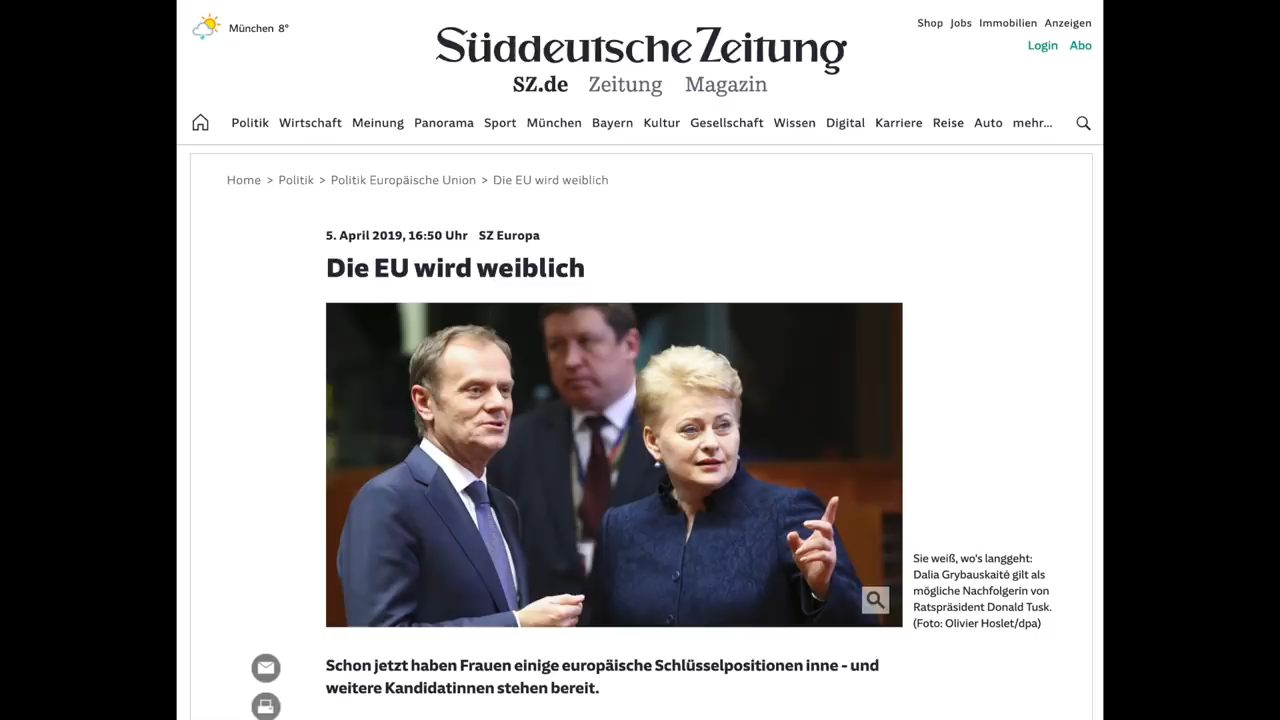 München 8°
Shop Jobs Immobilien Anzeigen
Süddeutsche Zeitung
Login Abo
SZ.de Zeitung Magazin
Politik Wirtschaft Meinung Panorama Sport München Bayern Kultur Gesellschaft Wissen Digital Karriere Reise Auto mehr...
Home > Politik > Politik Europäische Union > Die EU wird weiblich
5. April 2019, 16:50 Uhr SZ Europa
Die EU wird weiblich
Sie weiß, wo's langgeht:
Dalia Grybauskaitė gilt als
mögliche Nachfolgerin von
Ratspräsident Donald Tusk.
(Foto: Olivier Hoslet/dpa)
Schon jetzt haben Frauen einige europäische Schlüsselpositionen inne - und
weitere Kandidatinnen stehen bereit.